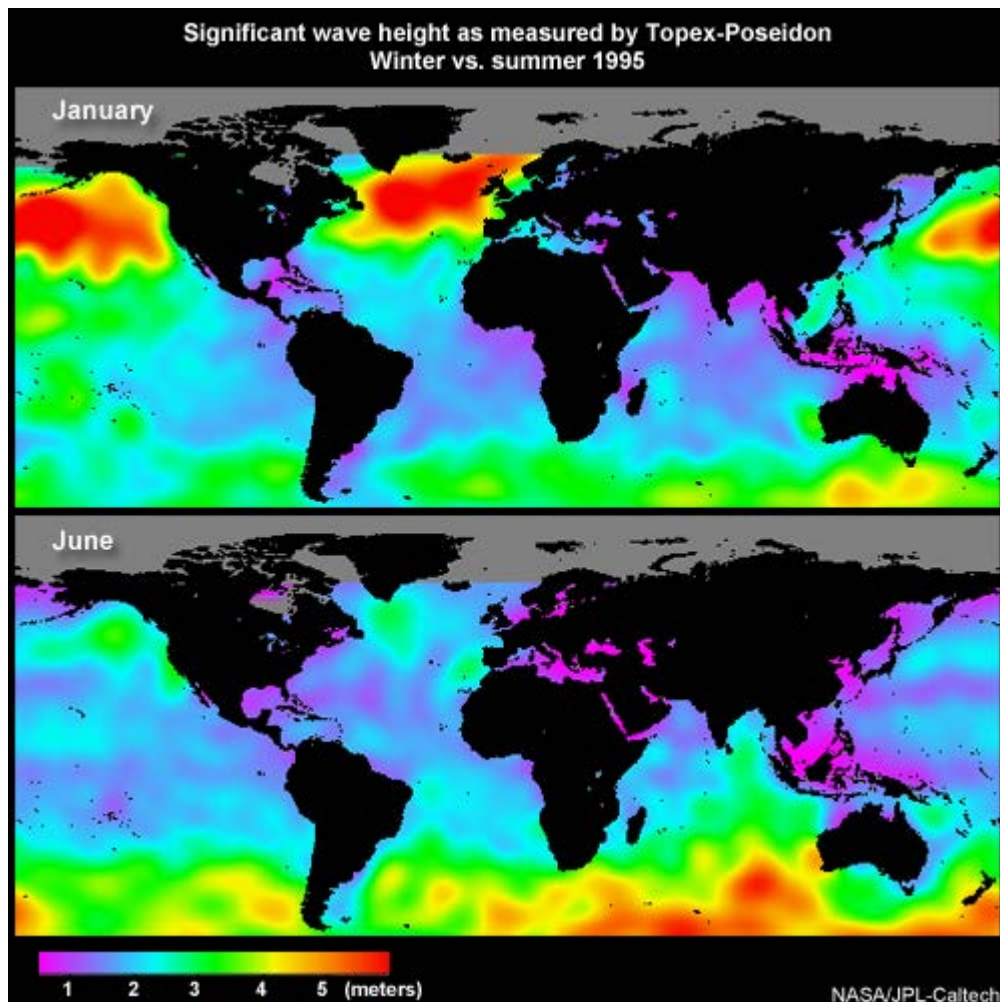 Significant wave height as measured by Topex-Poseidon
Winter vs. summer 1995
January
June
1 2 3 4 5 (meters)
NASA/JPL-Caltech